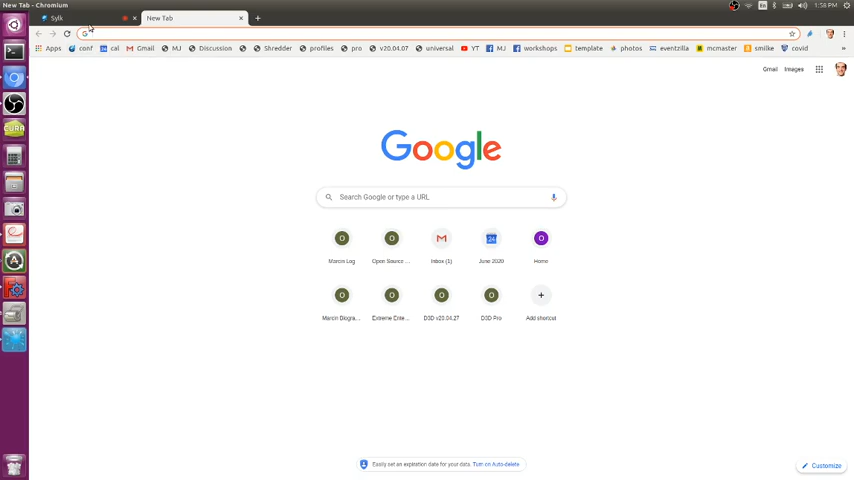 New Tab - Chromium
En
1:58 PM
Sylk
New Tab
G
Apps conf cal Gmail MJ Discussion Shredder profiles pro v20.04.07 universal YT MJ workshops template photos eventzilla mcmaster smilke covid »
Gmail Images
Google
Search Google or type a URL
Marcin Log Open Source ... Inbox (1) June 2020 Home
Marcin Biogra... Extreme Ente... D3D v20.04.27 D3D Pro Add shortcut
Easily set an expiration date for your data. Turn on Auto-delete
Customize
CURA